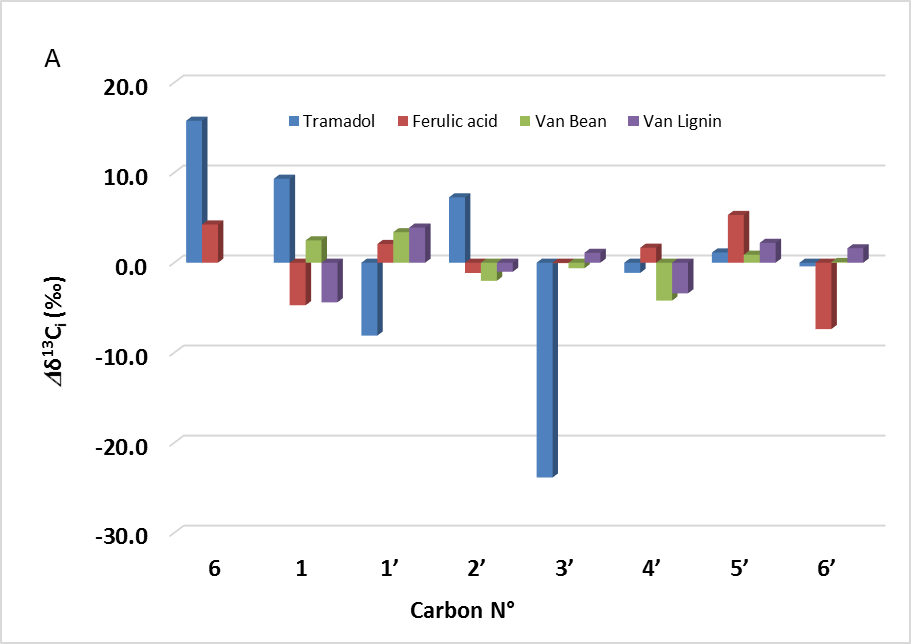 A
20.0
Tramadol Ferulic acid Van Bean Van Lignin
10.0
0.0
-10.0
-20.0
-30.0
Δδ¹³Cᵢ (‰)
6 1 1’ 2’ 3’ 4’ 5’ 6’
Carbon N°